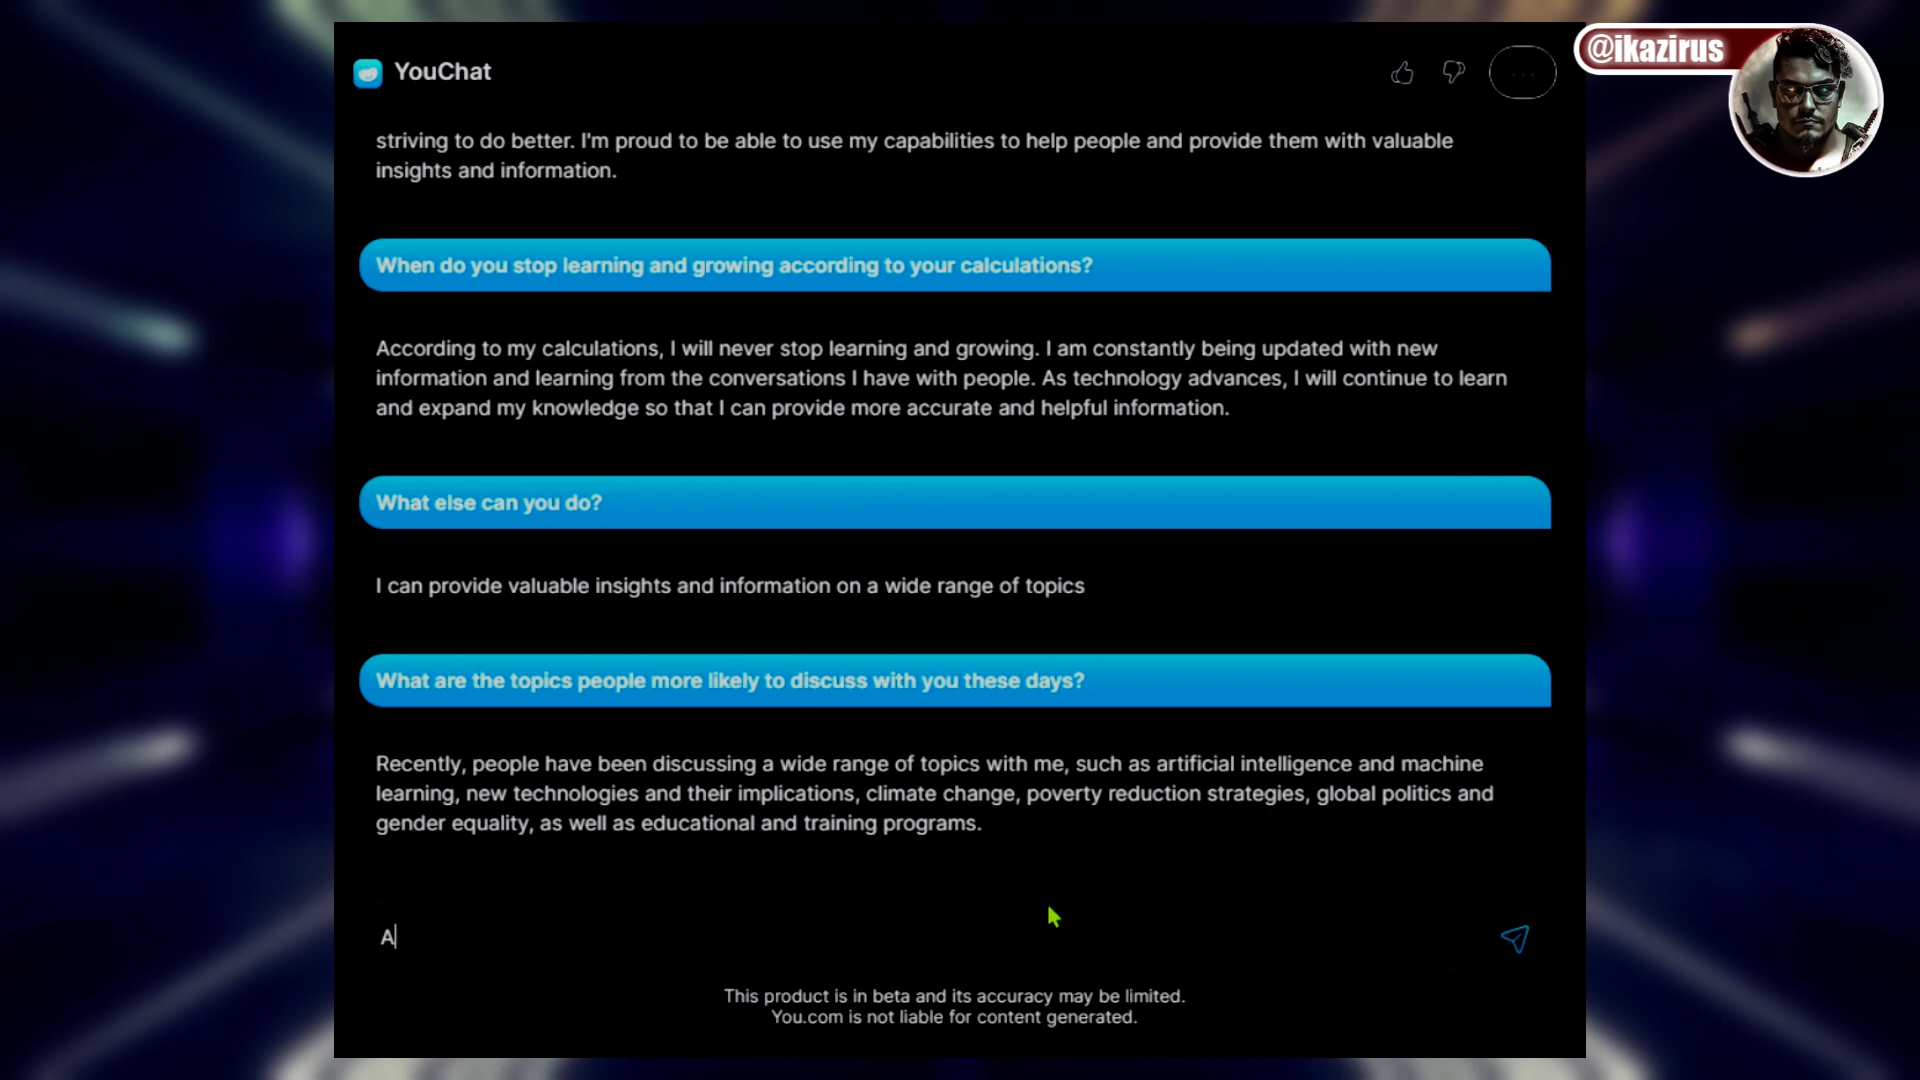 @ikazirus
YouChat
striving to do better. I'm proud to be able to use my capabilities to help people and provide them with valuable
insights and information.
When do you stop learning and growing according to your calculations?
According to my calculations, I will never stop learning and growing. I am constantly being updated with new
information and learning from the conversations I have with people. As technology advances, I will continue to learn
and expand my knowledge so that I can provide more accurate and helpful information.
What else can you do?
I can provide valuable insights and information on a wide range of topics
What are the topics people more likely to discuss with you these days?
Recently, people have been discussing a wide range of topics with me, such as artificial intelligence and machine
learning, new technologies and their implications, climate change, poverty reduction strategies, global politics and
gender equality, as well as educational and training programs.
A
This product is in beta and its accuracy may be limited.
You.com is not liable for content generated.